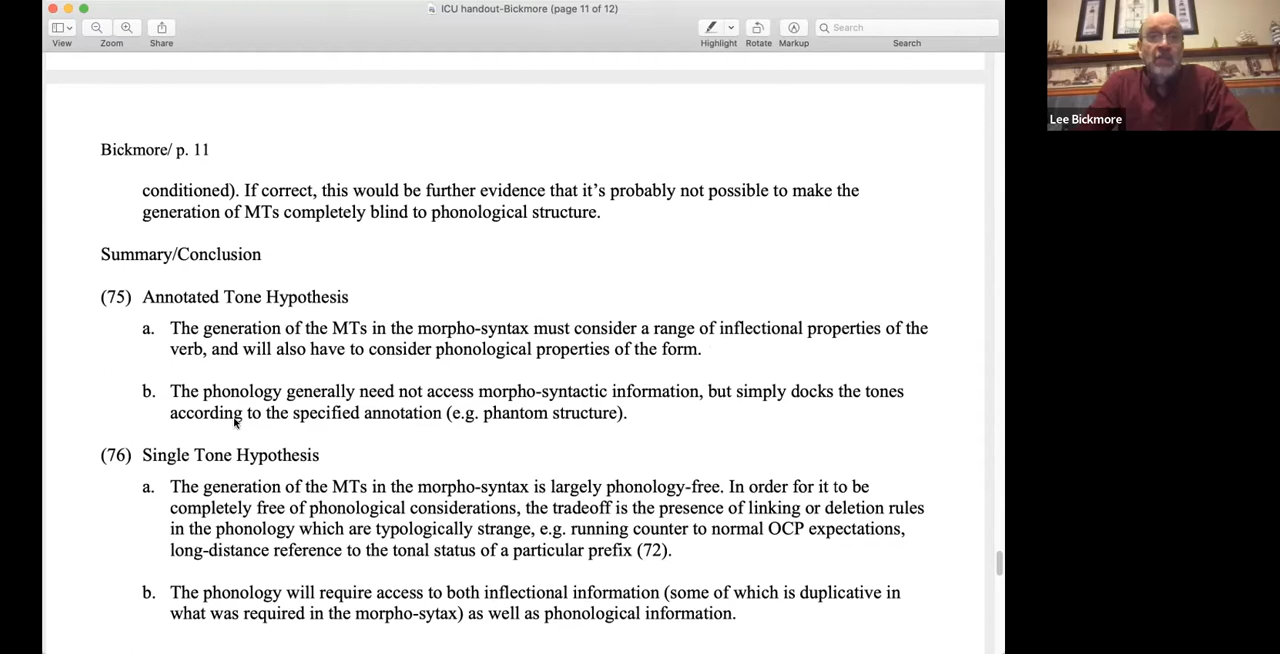 ICU handout-Bickmore (page 11 of 12)
View
Zoom
Share
Highlight
Rotate
Markup
Search
Search
Lee Bickmore
Bickmore/ p. 11
conditioned). If correct, this would be further evidence that it's probably not possible to make the
generation of MTs completely blind to phonological structure.
Summary/Conclusion
(75) Annotated Tone Hypothesis
a. The generation of the MTs in the morpho-syntax must consider a range of inflectional properties of the
verb, and will also have to consider phonological properties of the form.
b. The phonology generally need not access morpho-syntactic information, but simply docks the tones
according to the specified annotation (e.g. phantom structure).
(76) Single Tone Hypothesis
a. The generation of the MTs in the morpho-syntax is largely phonology-free. In order for it to be
completely free of phonological considerations, the tradeoff is the presence of linking or deletion rules
in the phonology which are typologically strange, e.g. running counter to normal OCP expectations,
long-distance reference to the tonal status of a particular prefix (72).
b. The phonology will require access to both inflectional information (some of which is duplicative in
what was required in the morpho-sytax) as well as phonological information.